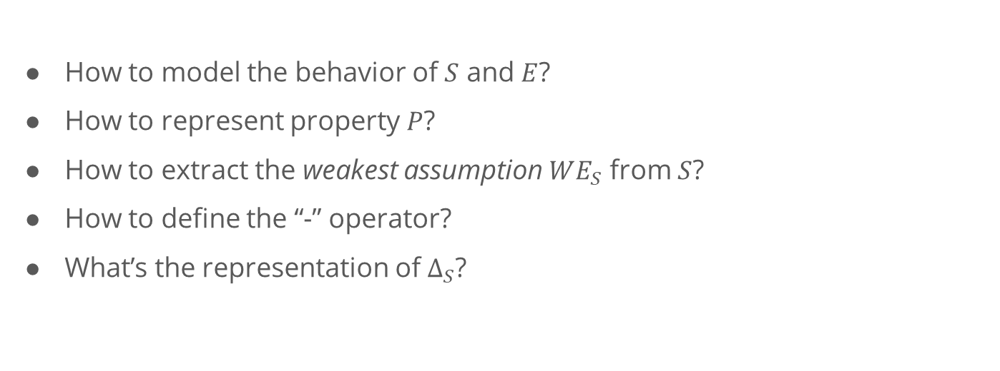 ● How to model the behavior of S and E?
● How to represent property P?
● How to extract the weakest assumption WE_S from S?
● How to define the “-” operator?
● What’s the representation of Δ_S?